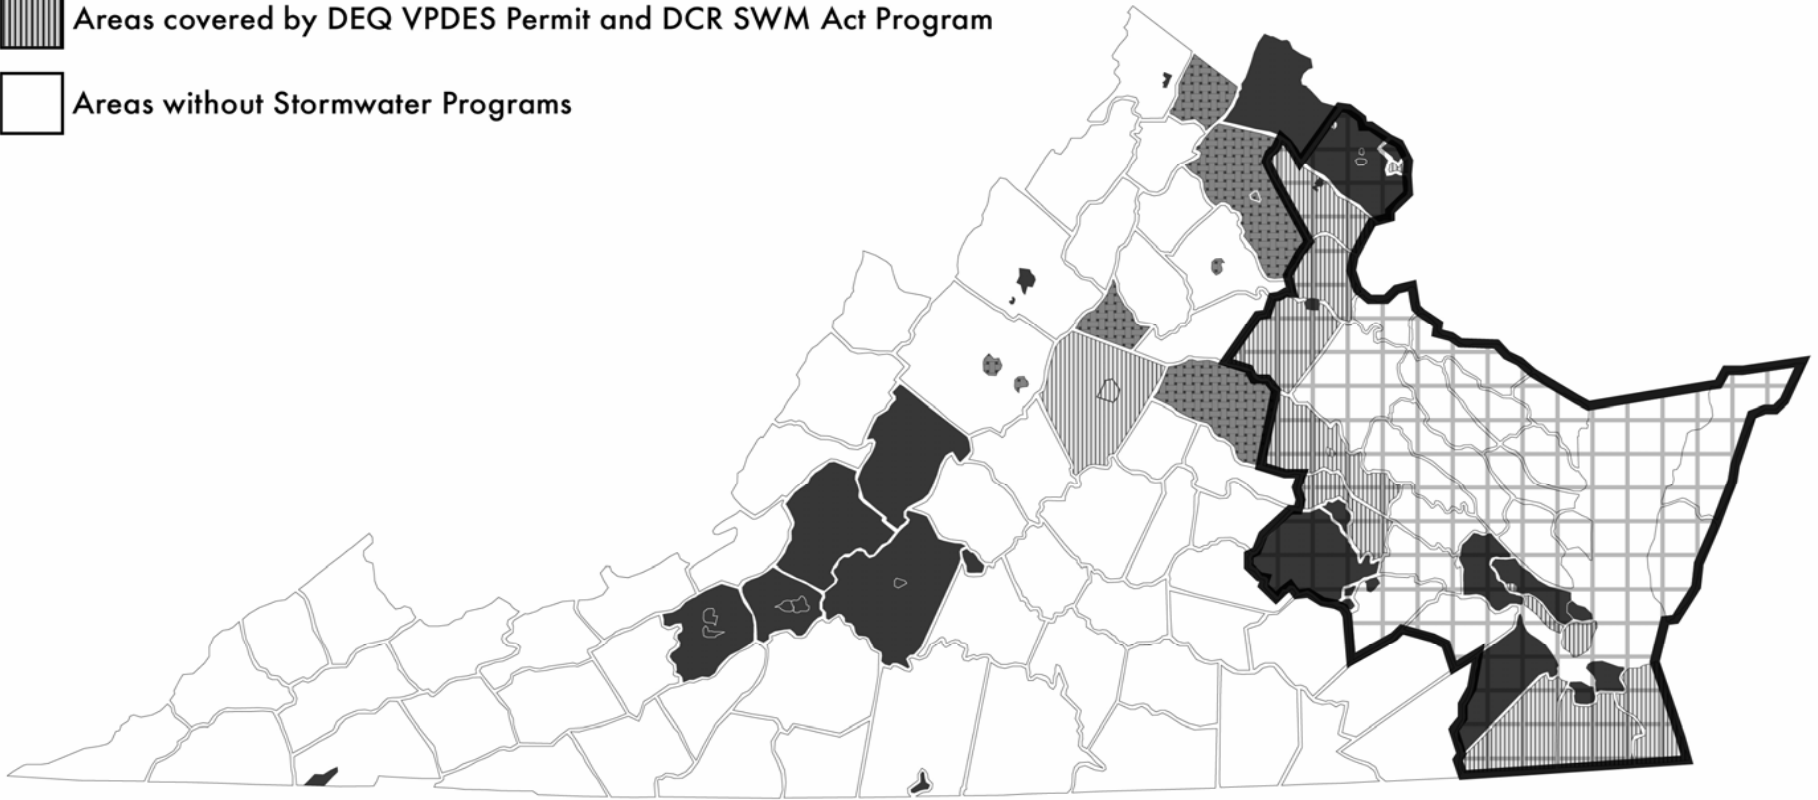 Areas covered by DEQ VPDES Permit and DCR SWM Act Program
Areas without Stormwater Programs